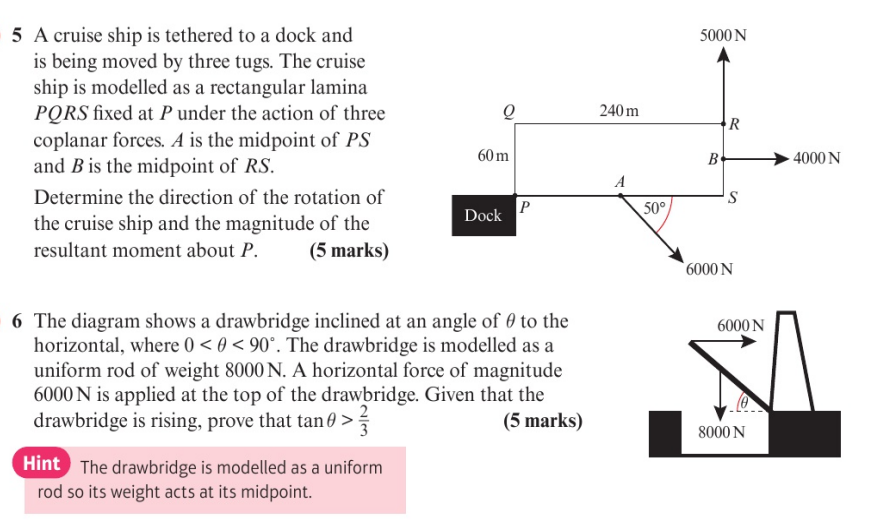 5 A cruise ship is tethered to a dock and
is being moved by three tugs. The cruise
ship is modelled as a rectangular lamina
PQRS fixed at P under the action of three
coplanar forces. A is the midpoint of PS
and B is the midpoint of RS.
Determine the direction of the rotation of
the cruise ship and the magnitude of the
resultant moment about P. (5 marks)
5000 N
Q
240 m
R
60 m
B
4000 N
A
S
Dock
P
50°
6000 N
6 The diagram shows a drawbridge inclined at an angle of θ to the
horizontal, where 0 < θ < 90°. The drawbridge is modelled as a
uniform rod of weight 8000 N. A horizontal force of magnitude
6000 N is applied at the top of the drawbridge. Given that the
drawbridge is rising, prove that tan θ > 2/3 (5 marks)
6000 N
θ
8000 N
Hint The drawbridge is modelled as a uniform
rod so its weight acts at its midpoint.